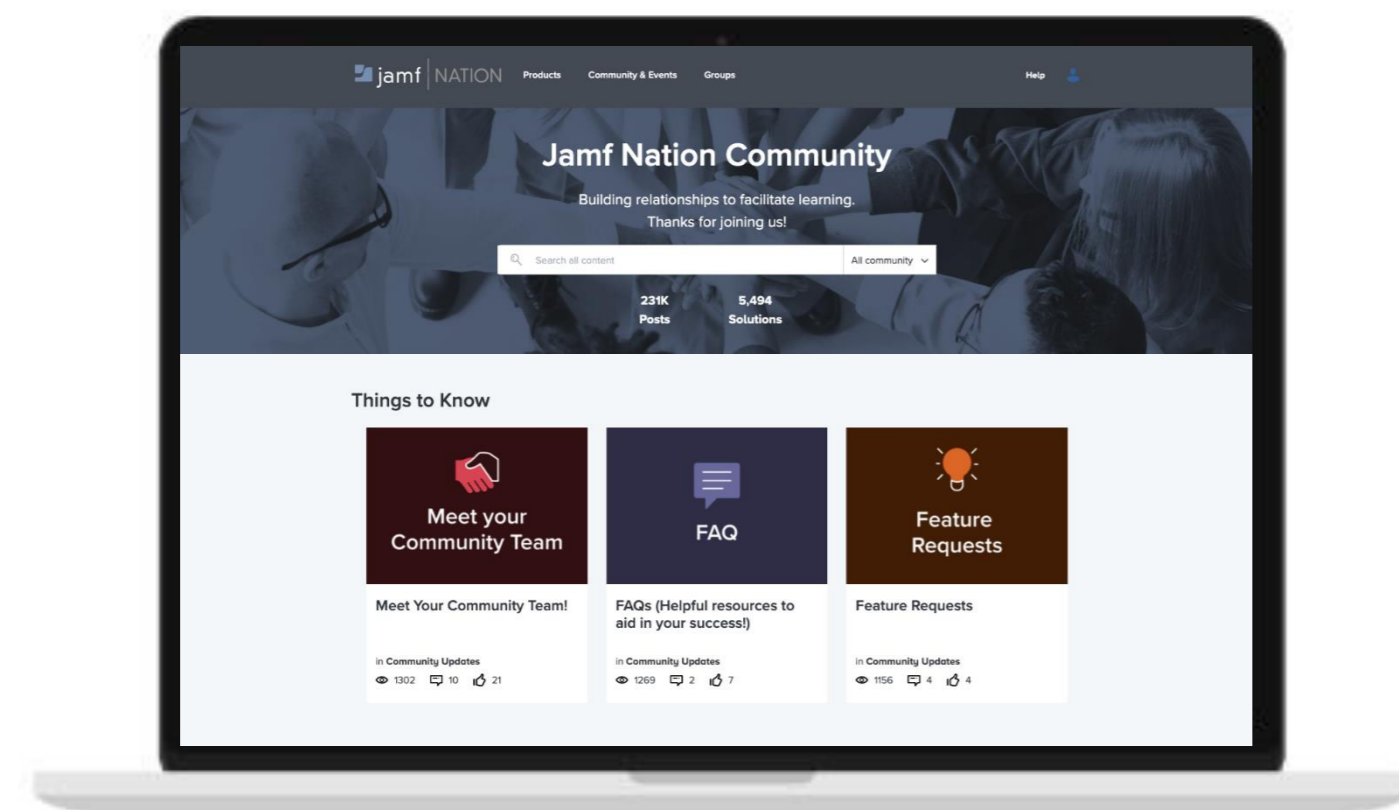 jamf NATION Products Community & Events Groups Help
Jamf Nation Community
Building relationships to facilitate learning.
Thanks for joining us!
Search all content All community
231K 5,494
Posts Solutions
Things to Know
Meet your
Community Team
FAQ
Feature
Requests
Meet Your Community Team!
FAQs (Helpful resources to
aid in your success!)
Feature Requests
in Community Updates
1302 10 21
in Community Updates
1269 2 7
in Community Updates
1156 4 4